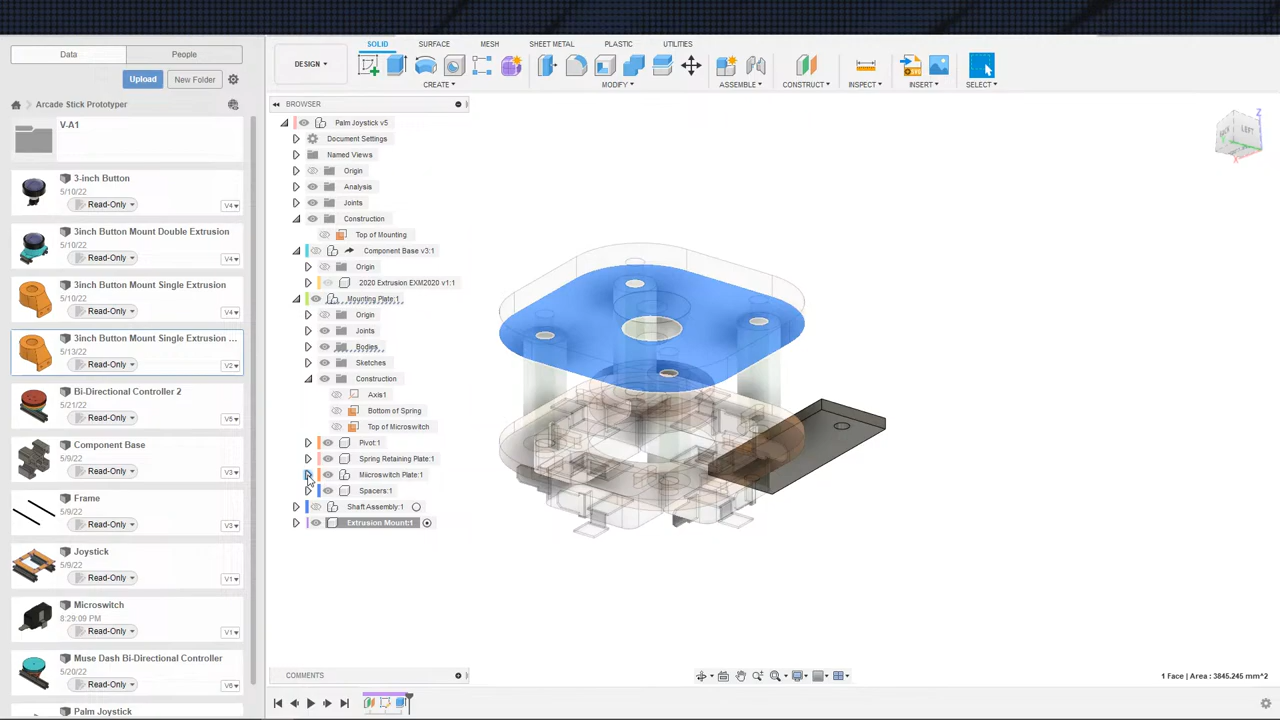 Data
People
Upload
New Folder
Arcade Stick Prototyper
V-A1
3-inch Button
5/10/22
Read-Only
V4
3inch Button Mount Double Extrusion
5/10/22
Read-Only
V4
3inch Button Mount Single Extrusion
5/10/22
Read-Only
V4
3inch Button Mount Single Extrusion ...
5/13/22
Read-Only
V2
Bi-Directional Controller 2
5/21/22
Read-Only
V5
Component Base
5/9/22
Read-Only
V3
Frame
5/9/22
Read-Only
V3
Joystick
5/9/22
Read-Only
V1
Microswitch
8:29:09 PM
Read-Only
V1
Muse Dash Bi-Directional Controller
5/20/22
Read-Only
V6
Palm Joystick
DESIGN
SOLID SURFACE MESH SHEET METAL PLASTIC UTILITIES
CREATE MODIFY ASSEMBLE CONSTRUCT INSPECT INSERT SELECT
BROWSER
Palm Joystick v5
Document Settings
Named Views
Origin
Analysis
Joints
Construction
Top of Mounting
Component Base v3:1
Origin
2020 Extrusion EXM2020 v1:1
Mounting Plate:1
Origin
Joints
Bodies
Sketches
Construction
Axis1
Bottom of Spring
Top of Microswitch
Pivot:1
Spring Retaining Plate:1
Miicroswitch Plate:1
Spacers:1
Shaft Assembly:1
Extrusion Mount:1
BACK
LEFT
Z
X
COMMENTS
1 Face | Area : 3845.245 mm^2